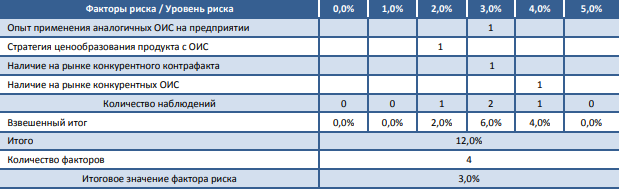 Факторы риска / Уровень риска 0,0% 1,0% 2,0% 3,0% 4,0% 5,0%
Опыт применения аналогичных ОИС на предприятии 1
Стратегия ценообразования продукта с ОИС 1
Наличие на рынке конкурентного контрафакта 1
Наличие на рынке конкурентных ОИС 1
Количество наблюдений 0 0 1 2 1 0
Взвешенный итог 0,0% 0,0% 2,0% 6,0% 4,0% 0,0%
Итого 12,0%
Количество факторов 4
Итоговое значение фактора риска 3,0%